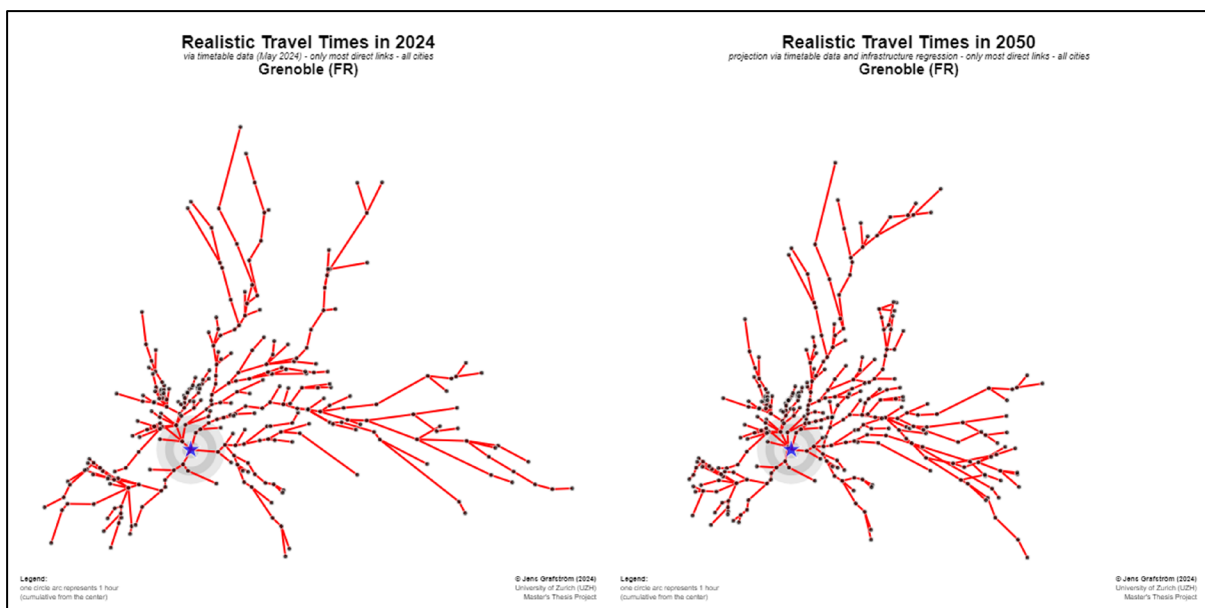 Realistic Travel Times in 2024
via timetable data (May 2024) - only most direct links - all cities
Grenoble (FR)
Legend:
one circle arc represents 1 hour
(cumulative from the center)
© Jens Grafström (2024)
University of Zurich (UZH)
Master's Thesis Project
Realistic Travel Times in 2050
projection via timetable data and infrastructure regression - only most direct links - all cities
Grenoble (FR)
Legend:
one circle arc represents 1 hour
(cumulative from the center)
© Jens Grafström (2024)
University of Zurich (UZH)
Master's Thesis Project